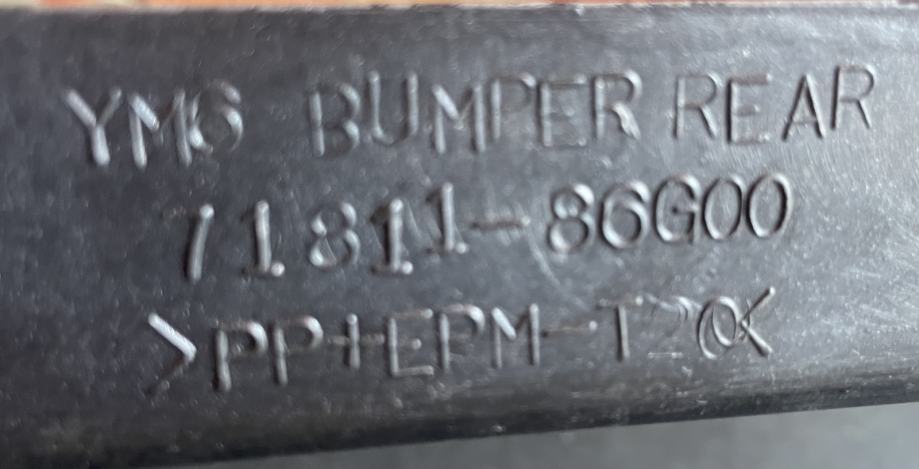 YM6 BUMPER REAR
71811-86G00
>PP+EPM-T20<